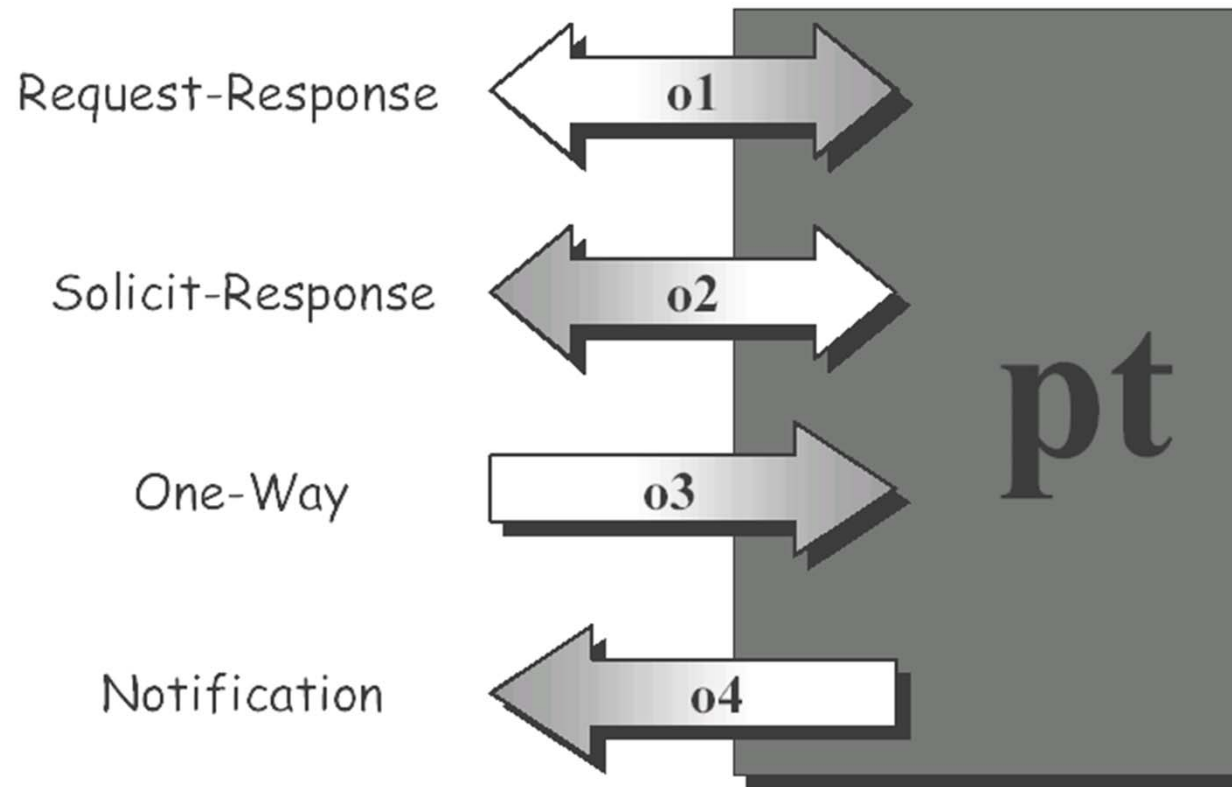 Request-Response
o1
Solicit-Response
o2
pt
One-Way
o3
Notification
o4